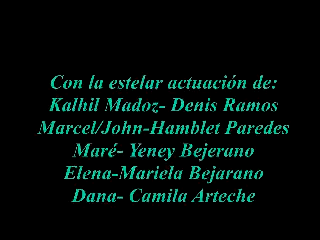 Con la estelar actuación de:
Kalhil Madoz- Denis Ramos
Marcel/John-Hamblet Paredes
Maré- Yeney Bejerano
Elena-Mariela Bejarano
Dana- Camila Arteche